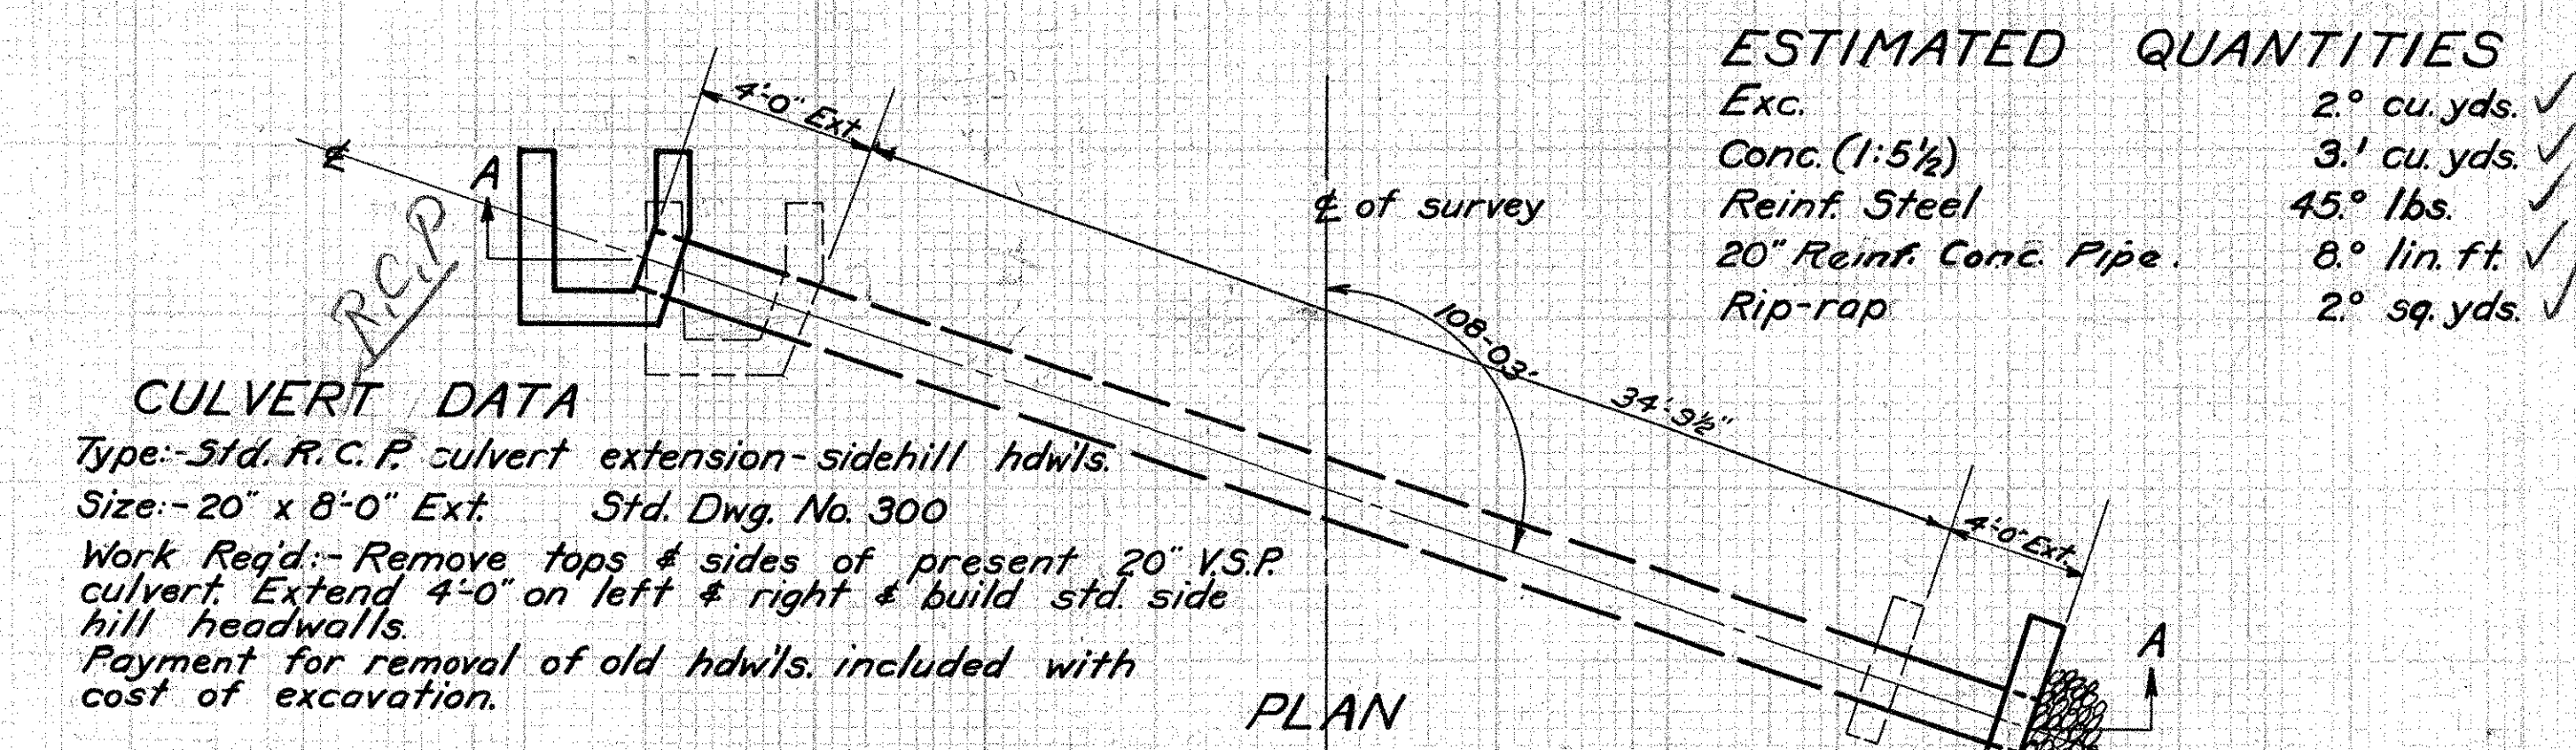 ESTIMATED QUANTITIES
Exc. 2.° cu. yds. ✓
Conc. (1:5½) 3.' cu. yds. ✓
Reinf. Steel 45.° lbs. ✓
20" Reinf. Conc. Pipe. 8.° lin. ft. ✓
Rip-rap 2.° sq. yds. ✓
4'-0" Ext.
℄
A
R.C.P
℄ of survey
108-03'
34'-9½"
4'-0" Ext.
A
CULVERT DATA
Type:- Std. R.C.P. culvert extension - sidehill hdw'ls.
Size:- 20" x 8'-0" Ext. Std. Dwg. No. 300
Work Req'd:- Remove tops & sides of present 20" V.S.P.
culvert. Extend 4'-0" on left & right & build std. side
hill headwalls.
Payment for removal of old hdw'ls. included with
cost of excavation.
PLAN